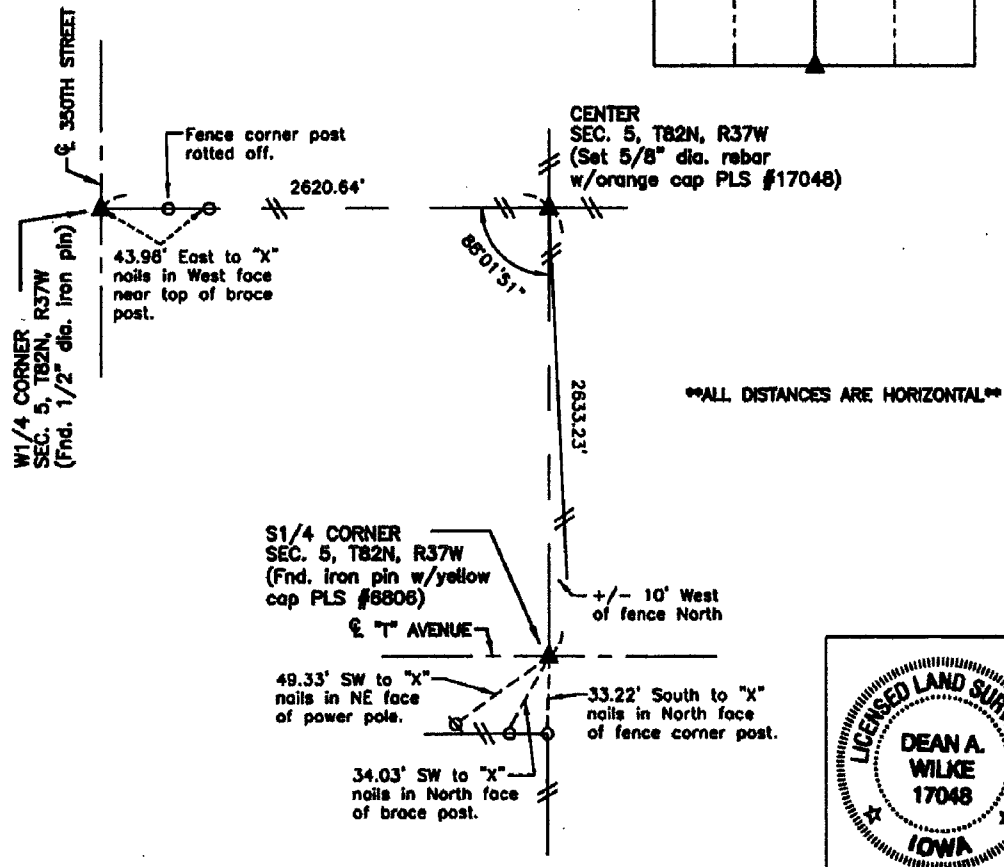 ℄ 350TH STREET
Fence corner post
rotted off.
2620.64'
CENTER
SEC. 5, T82N, R37W
(Set 5/8" dia. rebar
w/orange cap PLS #17048)
W1/4 CORNER
SEC. 5, T82N, R37W
(Fnd. 1/2" dia. iron pin)
43.98' East to "X"
nails in West face
near top of brace
post.
88°01'51"
2633.23'
**ALL DISTANCES ARE HORIZONTAL**
S1/4 CORNER
SEC. 5, T82N, R37W
(Fnd. iron pin w/yellow
cap PLS #6806)
+/- 10' West
of fence North
℄ "T" AVENUE
49.33' SW to "X"
nails in NE face
of power pole.
33.22' South to "X"
nails in North face
of fence corner post.
34.03' SW to "X"
nails in North face
of brace post.
LICENSED LAND SUR
DEAN A.
WILKE
17048
IOWA